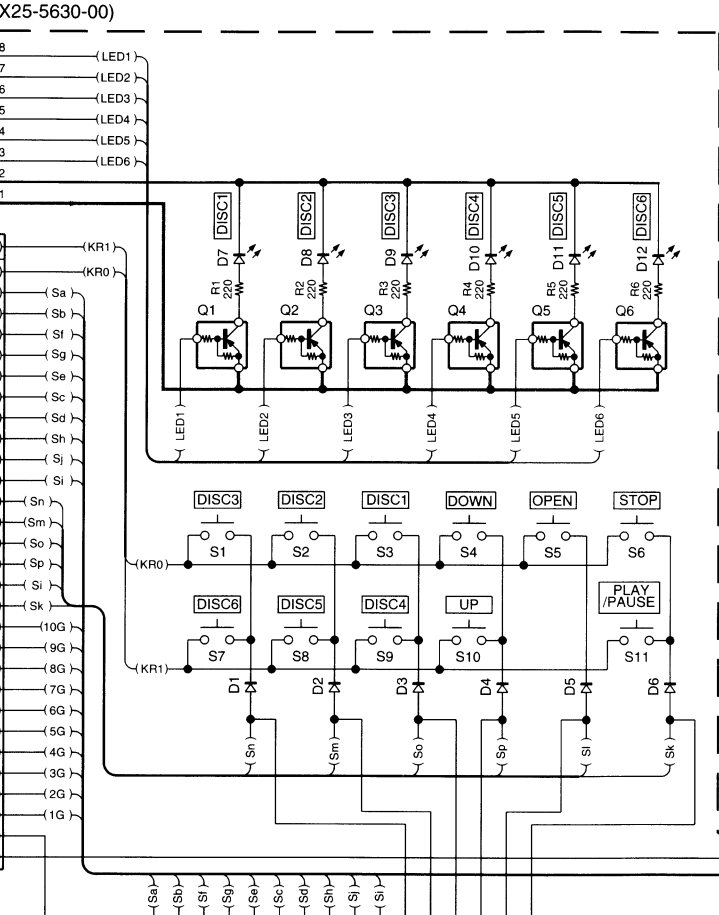 X25-5630-00)
8
(LED1)
7
(LED2)
6
(LED3)
5
(LED4)
4
(LED5)
3
(LED6)
2
1
DISC1
DISC2
DISC3
DISC4
DISC5
DISC6
D7
D8
D9
D10
D11
D12
R1
220
R2
220
R3
220
R4
220
R5
220
R6
220
Q1
Q2
Q3
Q4
Q5
Q6
(KR1)
(KR0)
(Sa)
(Sb)
(Sf)
(Sg)
(Se)
(Sc)
(Sd)
(Sh)
(Sj)
(Si)
(Sn)
(Sm)
(So)
(Sp)
(Si)
(Sk)
(10G)
(9G)
(8G)
(7G)
(6G)
(5G)
(4G)
(3G)
(2G)
(1G)
(LED1)
(LED2)
(LED3)
(LED4)
(LED5)
(LED6)
DISC3
DISC2
DISC1
DOWN
OPEN
STOP
S1
S2
S3
S4
S5
S6
(KR0)
DISC6
DISC5
DISC4
UP
PLAY
/PAUSE
S7
S8
S9
S10
S11
(KR1)
D1
D2
D3
D4
D5
D6
(Sn)
(Sm)
(So)
(Sp)
(Sl)
(Sk)
(Sa)
(Sb)
(Sf)
(Sg)
(Se)
(Sc)
(Sd)
(Sh)
(Sj)
(Si)